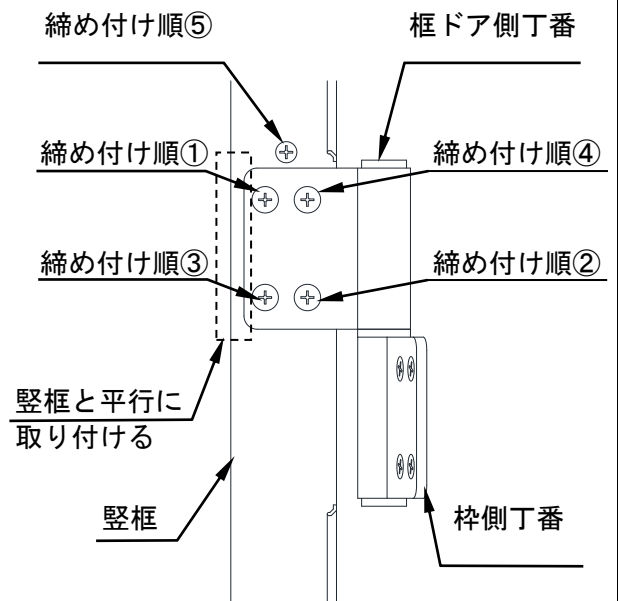 締め付け順⑤
框ドア側丁番
締め付け順①
締め付け順④
締め付け順③
締め付け順②
竪框と平行に
取り付ける
竪框
枠側丁番